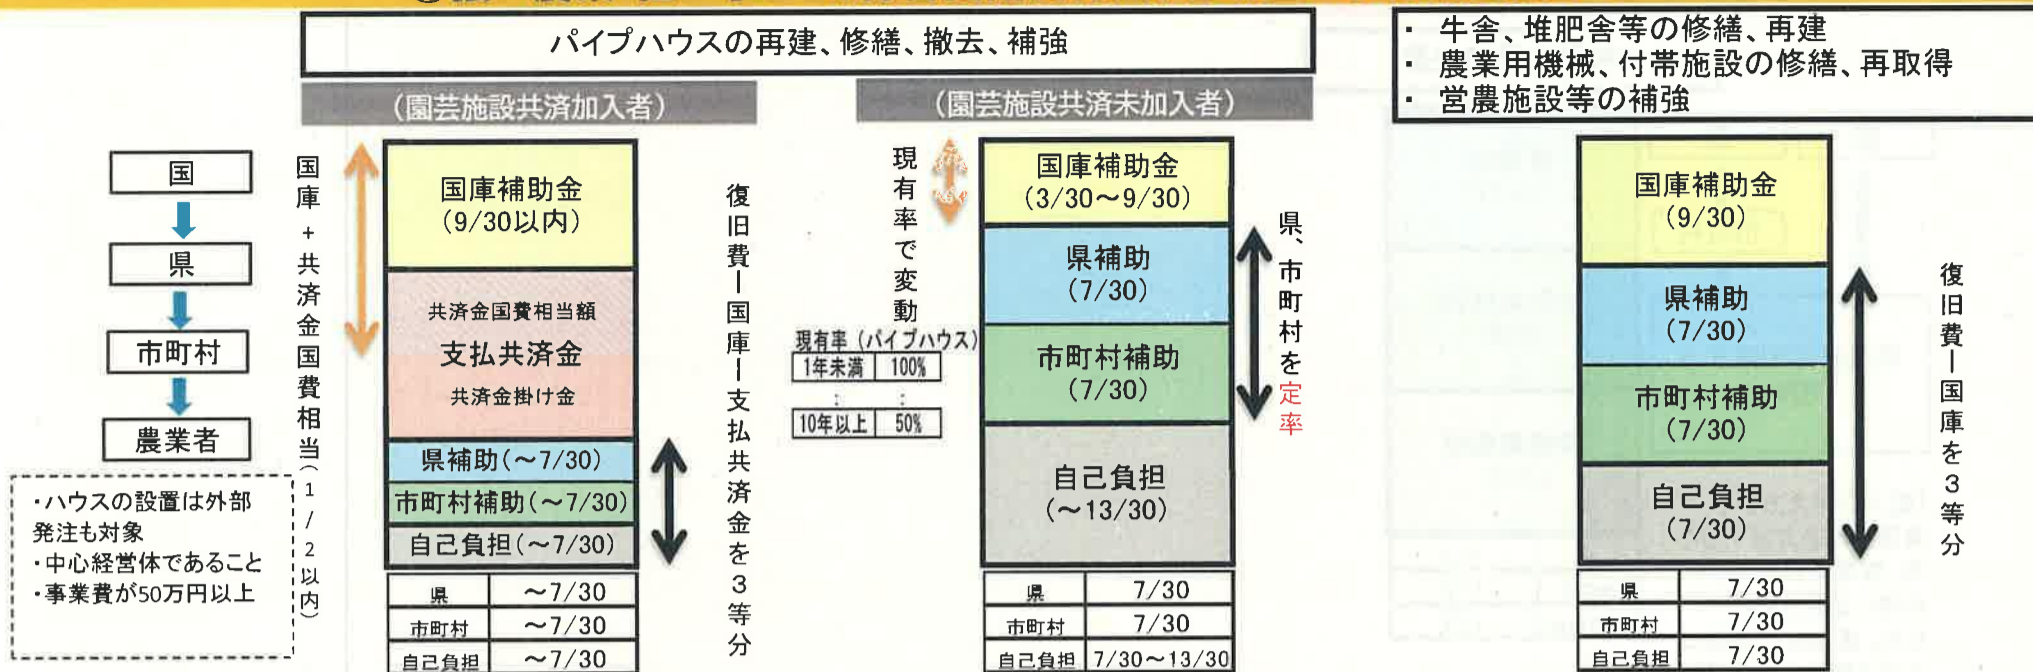 パイプハウスの再建、修繕、撤去、補強
・ 牛舎、堆肥舎等の修繕、再建
・ 農業用機械、付帯施設の修繕、再取得
・ 営農施設等の補強
(園芸施設共済加入者)
(園芸施設共済未加入者)
国
県
市町村
農業者
・ハウスの設置は外部
発注も対象
・中心経営体であること
・事業費が50万円以上
国庫+共済金国費相当(1/2以内)
国庫補助金
(9/30以内)
共済金国費相当額
支払共済金
共済金掛け金
県補助(~7/30)
市町村補助(~7/30)
自己負担(~7/30)
県 ~7/30
市町村 ~7/30
自己負担 ~7/30
復旧費ー国庫ー支払共済金を3等分
現有率で変動
現有率(パイプハウス)
1年未満 100%
: :
10年以上 50%
国庫補助金
(3/30~9/30)
県補助
(7/30)
市町村補助
(7/30)
自己負担
(~13/30)
県 7/30
市町村 7/30
自己負担 7/30~13/30
県、市町村を定率
国庫補助金
(9/30)
県補助
(7/30)
市町村補助
(7/30)
自己負担
(7/30)
県 7/30
市町村 7/30
自己負担 7/30
復旧費ー国庫を3等分